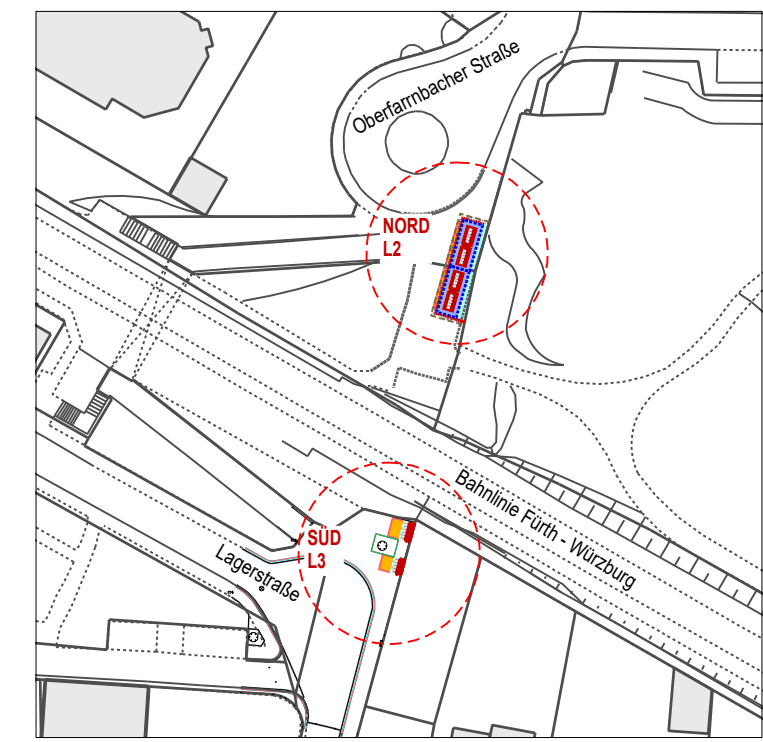 Oberfarrnbacher Straße
NORD
L2
Bahnlinie Fürth - Würzburg
SÜD
L3
Lagerstraße